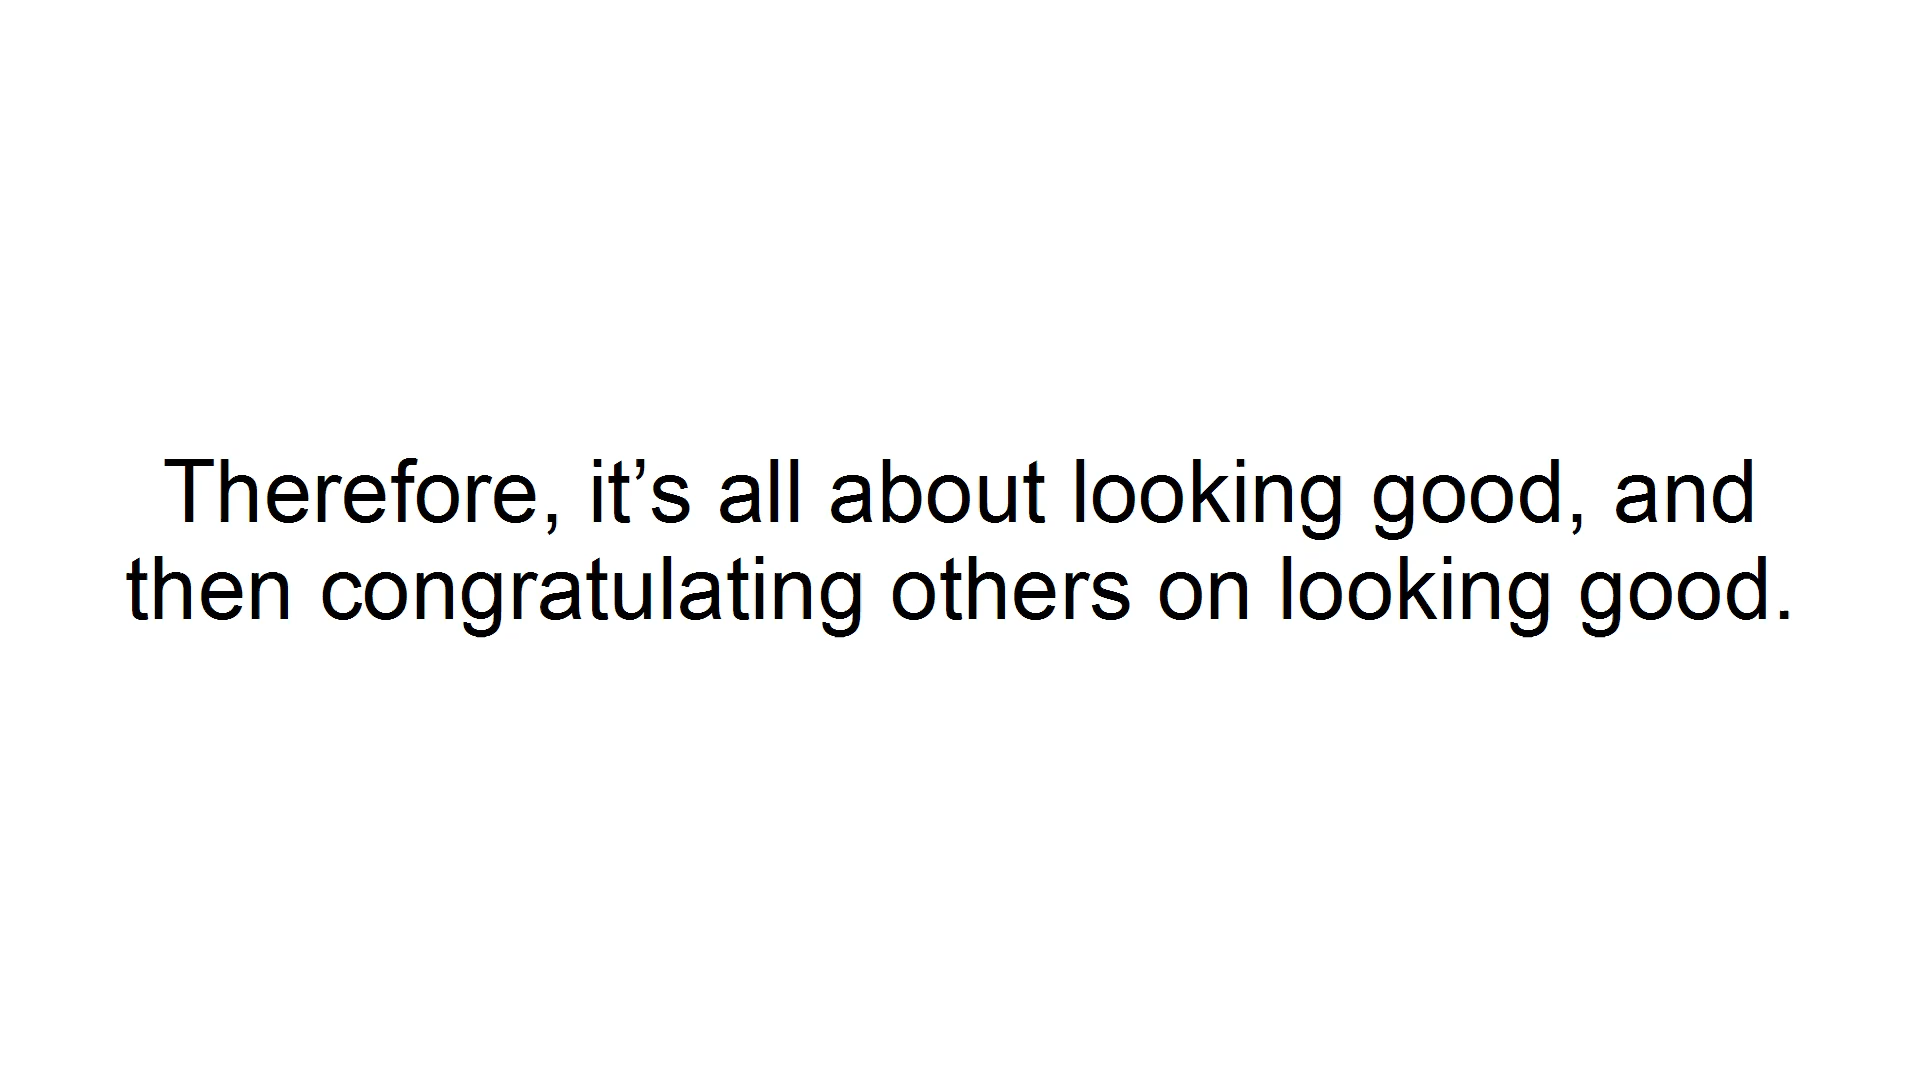 Therefore, it’s all about looking good, and
then congratulating others on looking good.